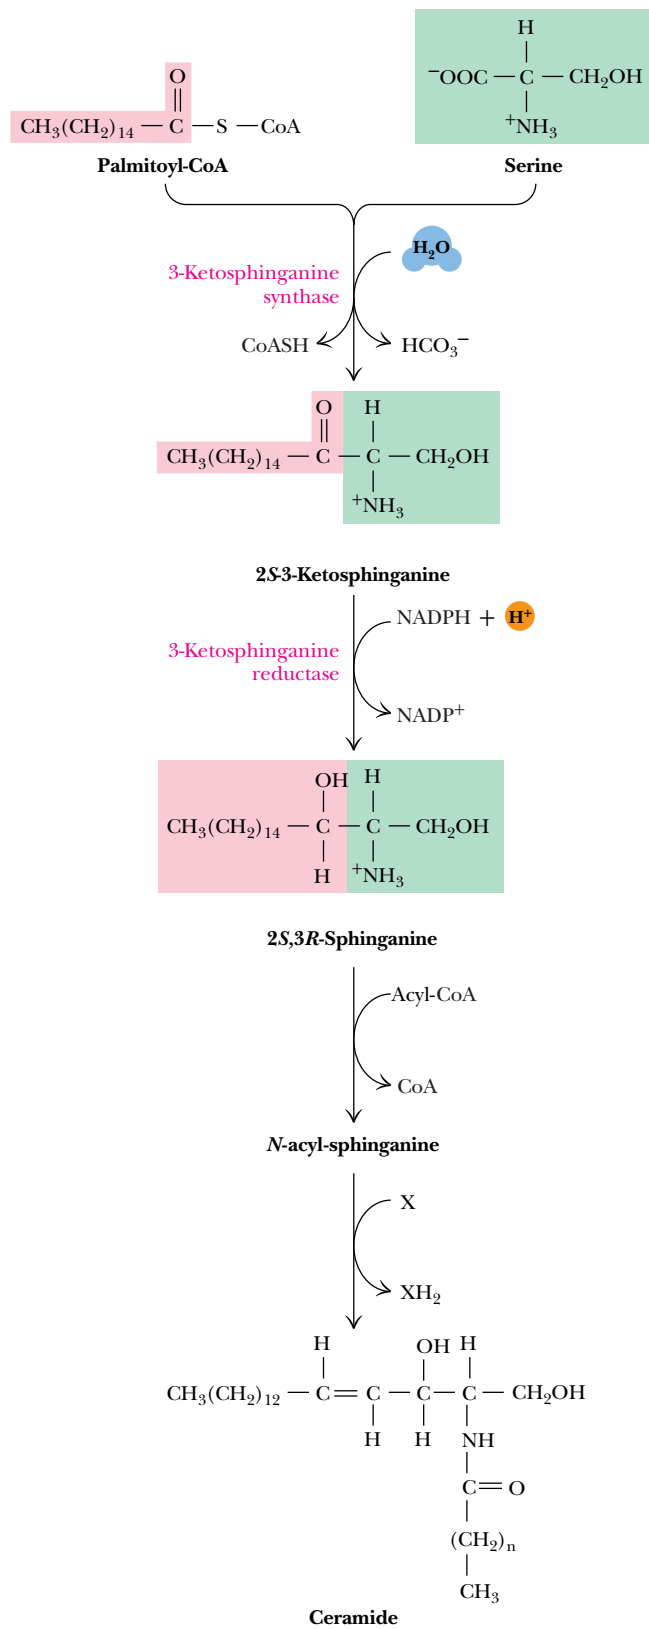 H
⁻OOC — C — CH₂OH
⁺NH₃
O
CH₃(CH₂)₁₄ — C — S — CoA
Palmitoyl-CoA
Serine
H₂O
3-Ketosphinganine
synthase
CoASH
HCO₃⁻
O
H
CH₃(CH₂)₁₄ — C — C — CH₂OH
⁺NH₃
2S-3-Ketosphinganine
NADPH + H⁺
3-Ketosphinganine
reductase
NADP⁺
OH H
CH₃(CH₂)₁₄ — C — C — CH₂OH
H ⁺NH₃
2S,3R-Sphinganine
Acyl-CoA
CoA
N-acyl-sphinganine
X
XH₂
H OH H
CH₃(CH₂)₁₂ — C = C — C — C — CH₂OH
H H NH
C = O
(CH₂)ₙ
CH₃
Ceramide